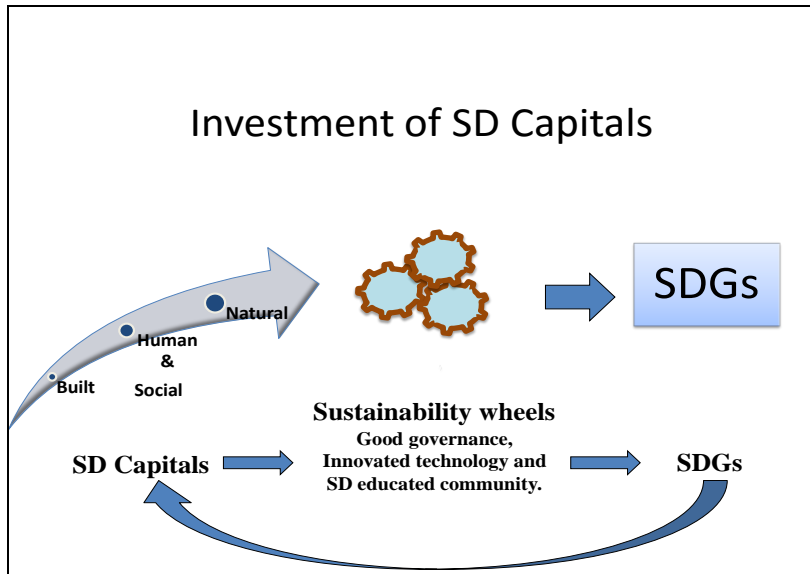 Investment of SD Capitals
SDGs
Natural
Human
&
Social
Built
Sustainability wheels
Good governance,
Innovated technology and
SD educated community.
SD Capitals
SDGs